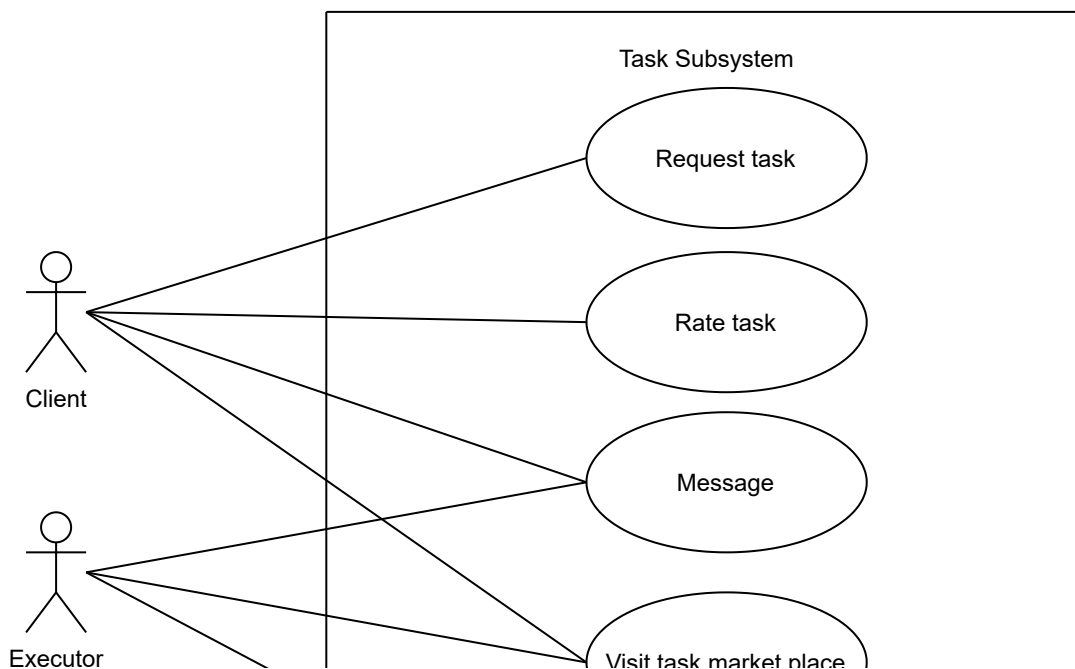 Task Subsystem
Request task
Rate task
Client
Message
Executor
Visit task market place